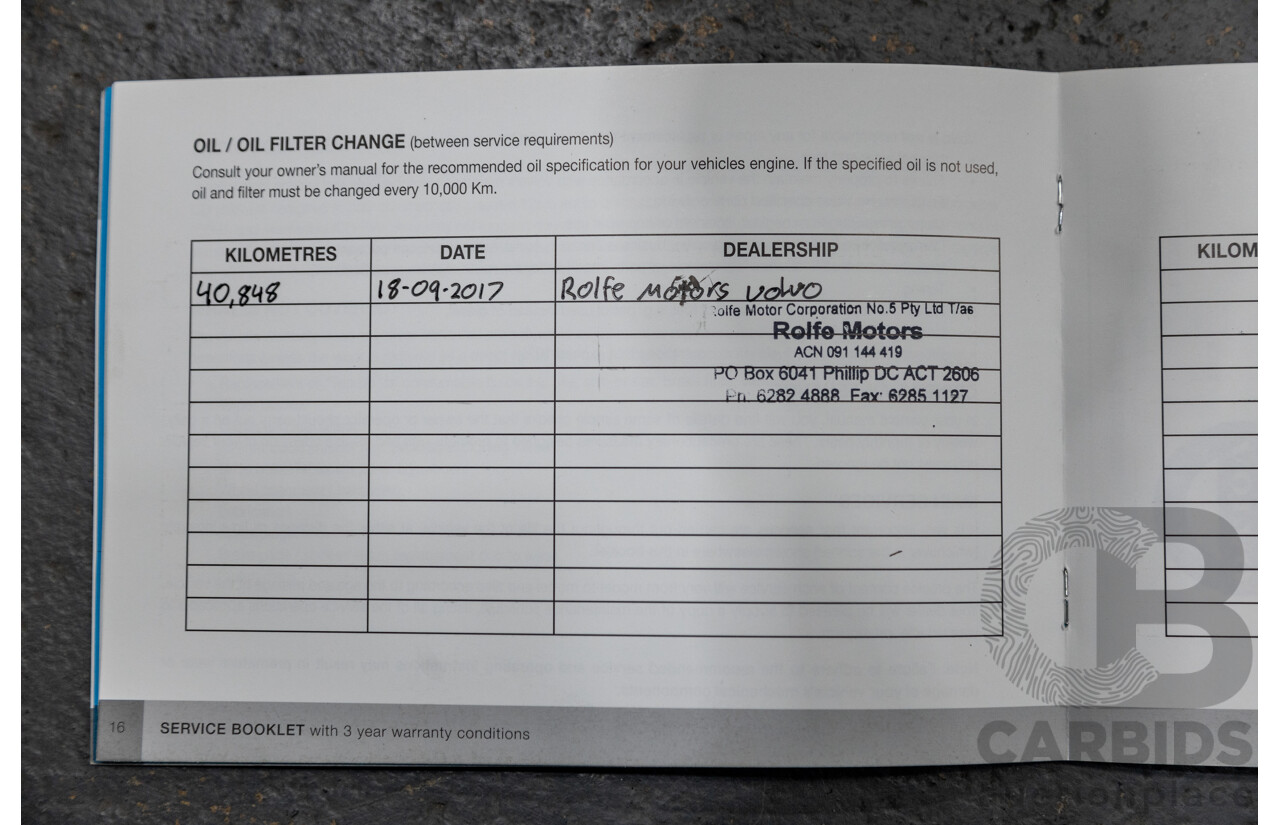 OIL / OIL FILTER CHANGE (between service requirements)
Consult your owner's manual for the recommended oil specification for your vehicles engine. If the specified oil is not used,
oil and filter must be changed every 10,000 Km.
KILOMETRES DATE DEALERSHIP
40,848 18-09-2017 Rolfe Motors volvo
Rolfe Motor Corporation No.5 Pty Ltd T/as
Rolfe Motors
ACN 091 144 419
PO Box 6041 Phillip DC ACT 2606
Ph. 6282 4888 Fax: 6285 1127
16 SERVICE BOOKLET with 3 year warranty conditions
KILOM
CB
CARBIDS
auctionplace